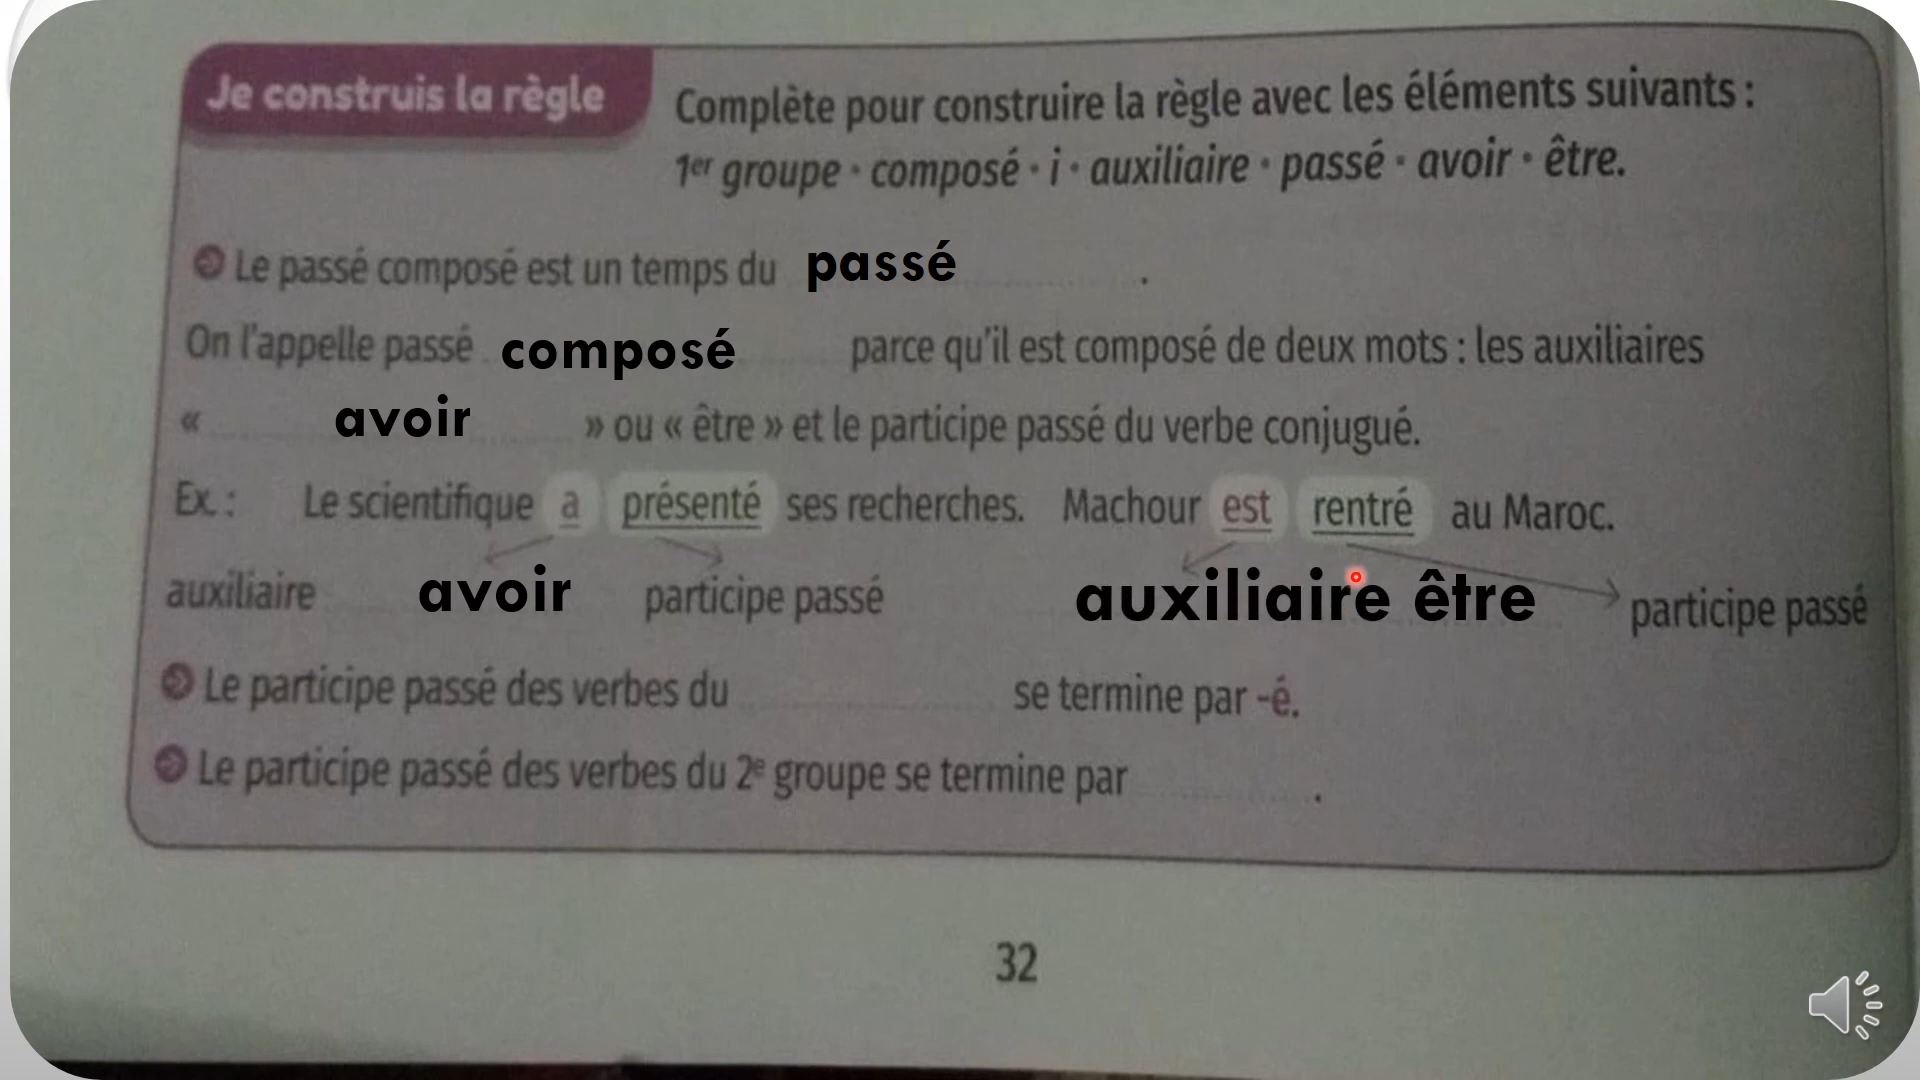 Je construis la règle
Complète pour construire la règle avec les éléments suivants :
1er groupe · composé · i · auxiliaire · passé · avoir · être.
Le passé composé est un temps du passé .
On l'appelle passé composé parce qu'il est composé de deux mots : les auxiliaires
« avoir » ou « être » et le participe passé du verbe conjugué.
Ex. : Le scientifique a présenté ses recherches. Machour est rentré au Maroc.
auxiliaire avoir participe passé auxiliaire être participe passé
Le participe passé des verbes du ........ se termine par -é.
Le participe passé des verbes du 2e groupe se termine par ........ .
32